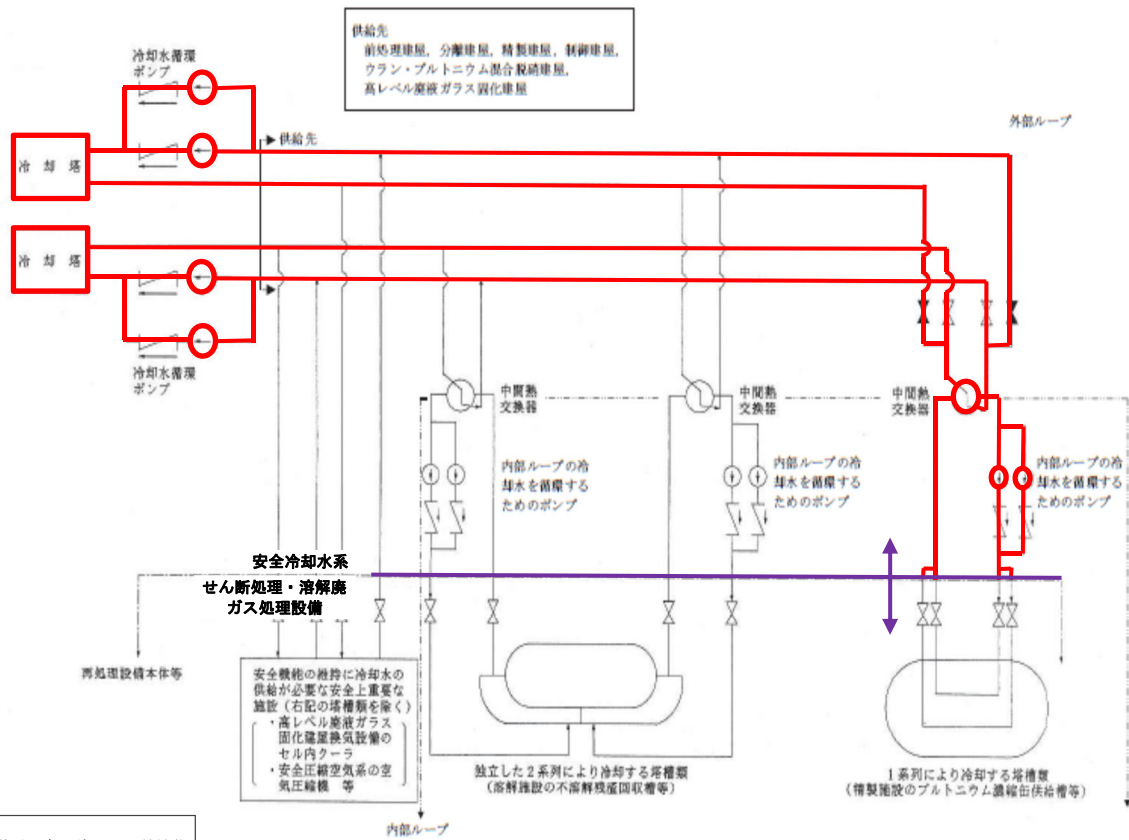 供給先
前処理建屋，分離建屋，精製建屋，制御建屋，
ウラン・プルトニウム混合脱硝建屋，
高レベル廃液ガラス固化建屋
冷却水循環
ポンプ
外部ループ
供給先
冷却塔
冷却塔
冷却水循環
ポンプ
中間熱
交換器
中間熱
交換器
中間熱
交換器
内部ループの冷
却水を循環する
ためのポンプ
内部ループの冷
却水を循環する
ためのポンプ
内部ループの冷
却水を循環する
ためのポンプ
安全冷却水系
せん断処理・溶解廃
ガス処理設備
再処理設備本体等
安全機能の維持に冷却水の
供給が必要な安全上重要な
施設（右記の塔槽類を除く）
・高レベル廃液ガラス
固化建屋換気設備の
セル内クーラ
・安全圧縮空気系の空
気圧縮機 等
独立した2系列により冷却する塔槽類
（溶解施設の不溶解残渣回収槽等）
1系列により冷却する塔槽類
（精製施設のプルトニウム濃縮缶供給槽等）
内部ループ